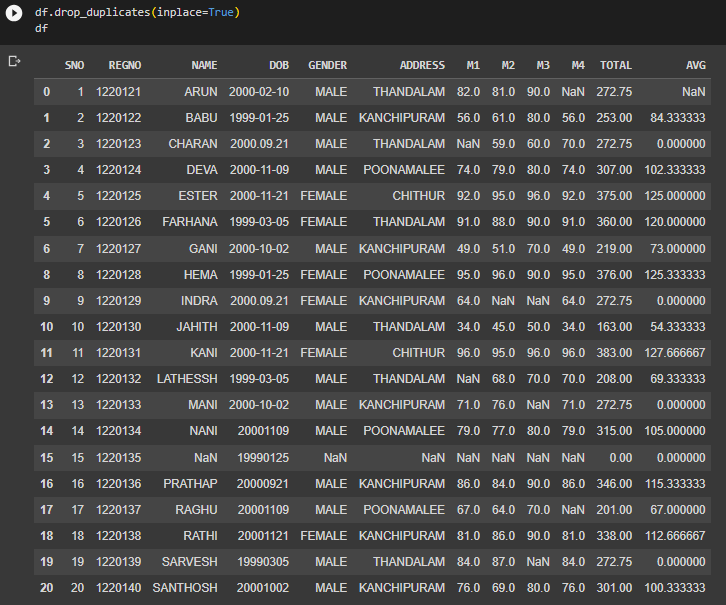 df.drop_duplicates(inplace=True)
df
SNO REGNO NAME DOB GENDER ADDRESS M1 M2 M3 M4 TOTAL AVG
0 1 1220121 ARUN 2000-02-10 MALE THANDALAM 82.0 81.0 90.0 NaN 272.75 NaN
1 2 1220122 BABU 1999-01-25 MALE KANCHIPURAM 56.0 61.0 80.0 56.0 253.00 84.333333
2 3 1220123 CHARAN 2000.09.21 MALE THANDALAM NaN 59.0 60.0 70.0 272.75 0.000000
3 4 1220124 DEVA 2000-11-09 MALE POONAMALEE 74.0 79.0 80.0 74.0 307.00 102.333333
4 5 1220125 ESTER 2000-11-21 FEMALE CHITHUR 92.0 95.0 96.0 92.0 375.00 125.000000
5 6 1220126 FARHANA 1999-03-05 FEMALE THANDALAM 91.0 88.0 90.0 91.0 360.00 120.000000
6 7 1220127 GANI 2000-10-02 MALE KANCHIPURAM 49.0 51.0 70.0 49.0 219.00 73.000000
8 8 1220128 HEMA 1999-01-25 FEMALE POONAMALEE 95.0 96.0 90.0 95.0 376.00 125.333333
9 9 1220129 INDRA 2000.09.21 FEMALE KANCHIPURAM 64.0 NaN NaN 64.0 272.75 0.000000
10 10 1220130 JAHITH 2000-11-09 MALE THANDALAM 34.0 45.0 50.0 34.0 163.00 54.333333
11 11 1220131 KANI 2000-11-21 FEMALE CHITHUR 96.0 95.0 96.0 96.0 383.00 127.666667
12 12 1220132 LATHESSH 1999-03-05 MALE THANDALAM NaN 68.0 70.0 70.0 208.00 69.333333
13 13 1220133 MANI 2000-10-02 MALE KANCHIPURAM 71.0 76.0 NaN 71.0 272.75 0.000000
14 14 1220134 NANI 20001109 MALE POONAMALEE 79.0 77.0 80.0 79.0 315.00 105.000000
15 15 1220135 NaN 19990125 NaN NaN NaN NaN NaN NaN 0.00 0.000000
16 16 1220136 PRATHAP 20000921 MALE KANCHIPURAM 86.0 84.0 90.0 86.0 346.00 115.333333
17 17 1220137 RAGHU 20001109 MALE POONAMALEE 67.0 64.0 70.0 NaN 201.00 67.000000
18 18 1220138 RATHI 20001121 FEMALE KANCHIPURAM 81.0 86.0 90.0 81.0 338.00 112.666667
19 19 1220139 SARVESH 19990305 MALE THANDALAM 84.0 87.0 NaN 84.0 272.75 0.000000
20 20 1220140 SANTHOSH 20001002 MALE KANCHIPURAM 76.0 69.0 80.0 76.0 301.00 100.333333